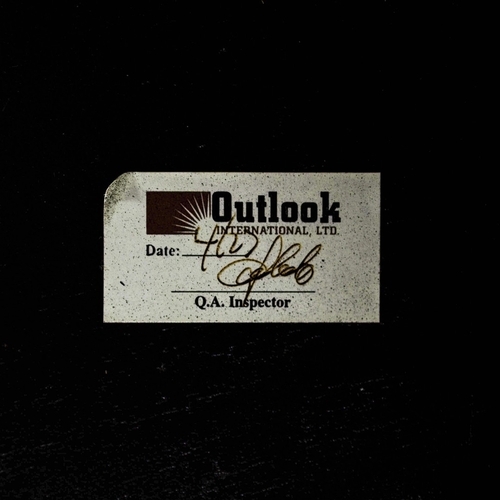 Outlook
INTERNATIONAL, LTD.
Date:
Q.A. Inspector